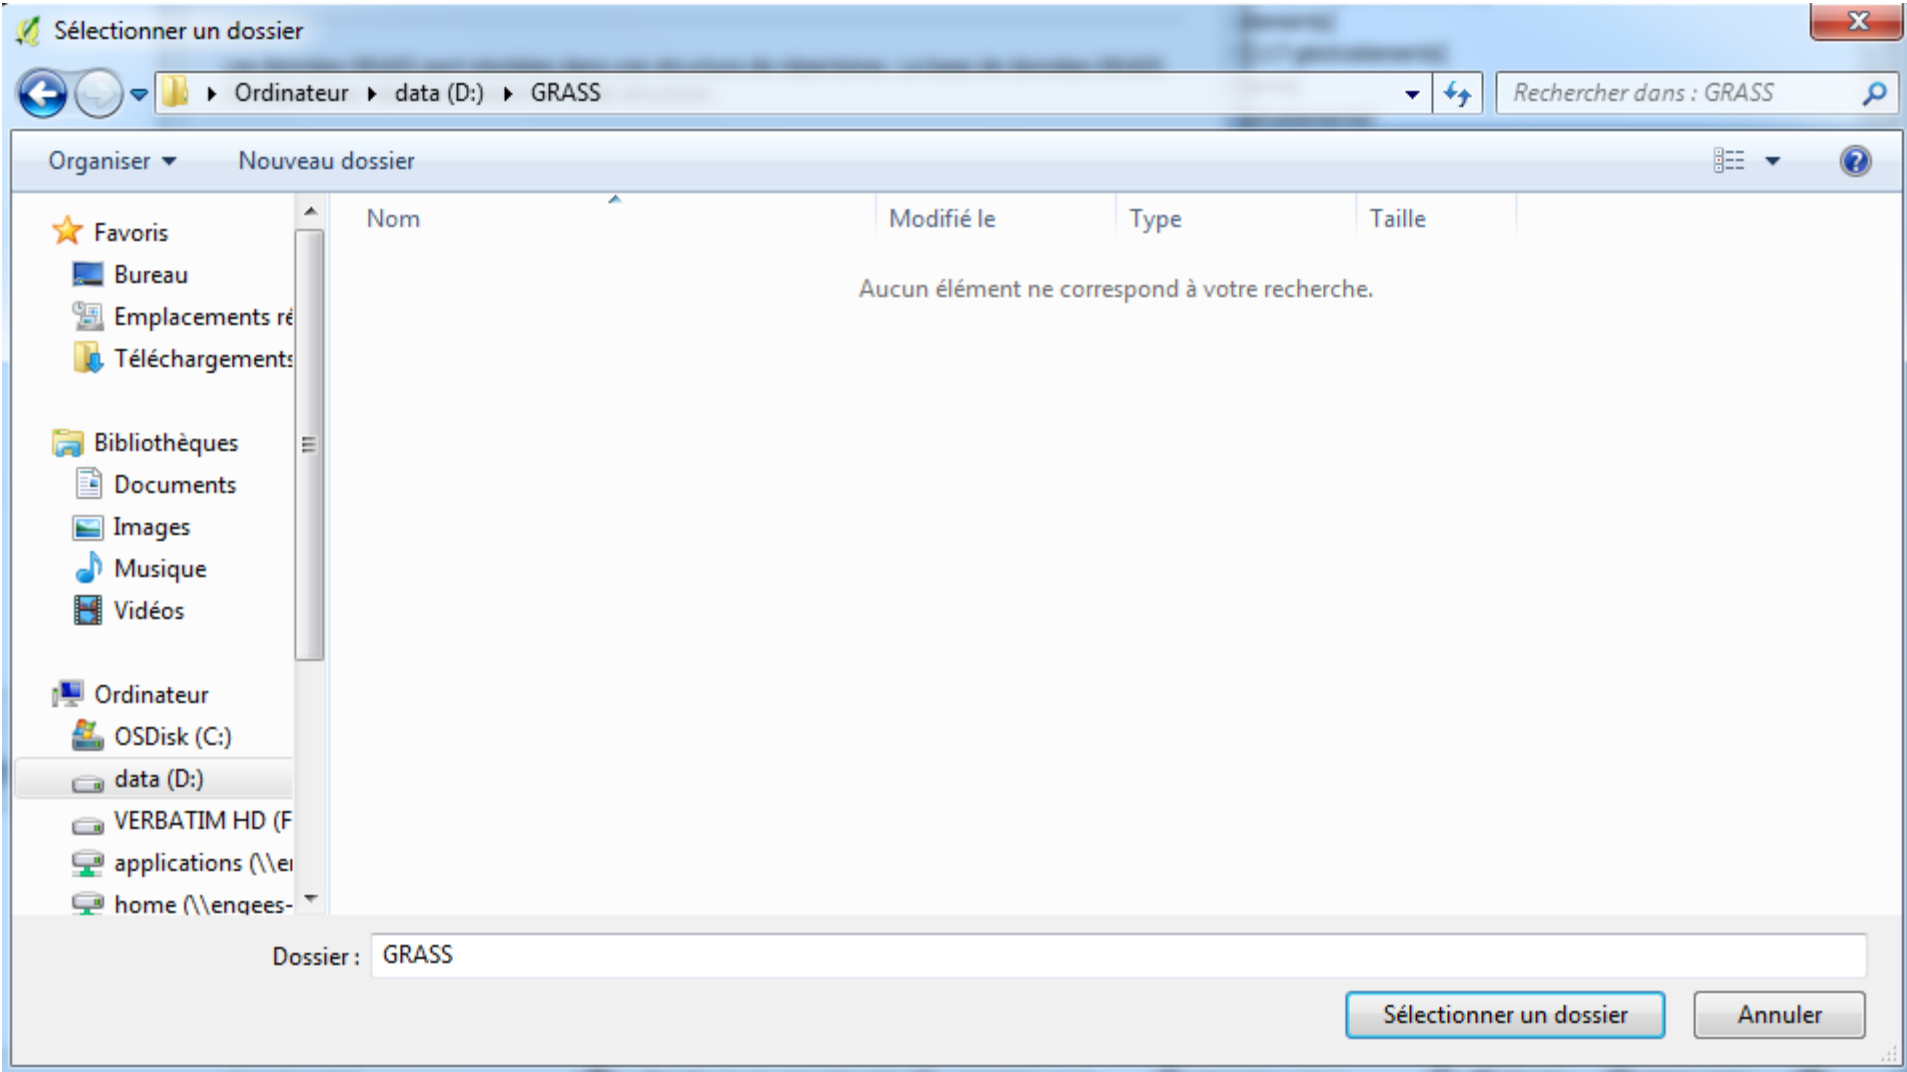 Sélectionner un dossier
Ordinateur data (D:) GRASS
Rechercher dans : GRASS
Organiser Nouveau dossier
Nom Modifié le Type Taille
Aucun élément ne correspond à votre recherche.
Favoris
Bureau
Emplacements ré
Téléchargements
Bibliothèques
Documents
Images
Musique
Vidéos
Ordinateur
OSDisk (C:)
data (D:)
VERBATIM HD (F
applications (\\e
home (\\engees-
Dossier : GRASS
Sélectionner un dossier Annuler